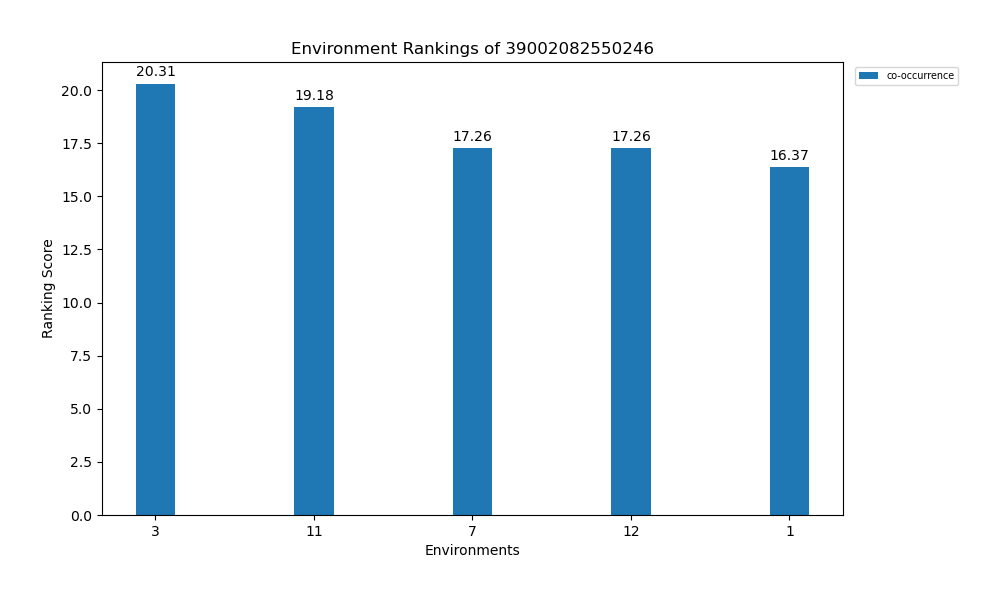 Environment Rankings of 39002082550246
co-occurrence
20.31
19.18
17.26
17.26
16.37
Ranking Score
20.0
17.5
15.0
12.5
10.0
7.5
5.0
2.5
0.0
3 11 7 12 1
Environments